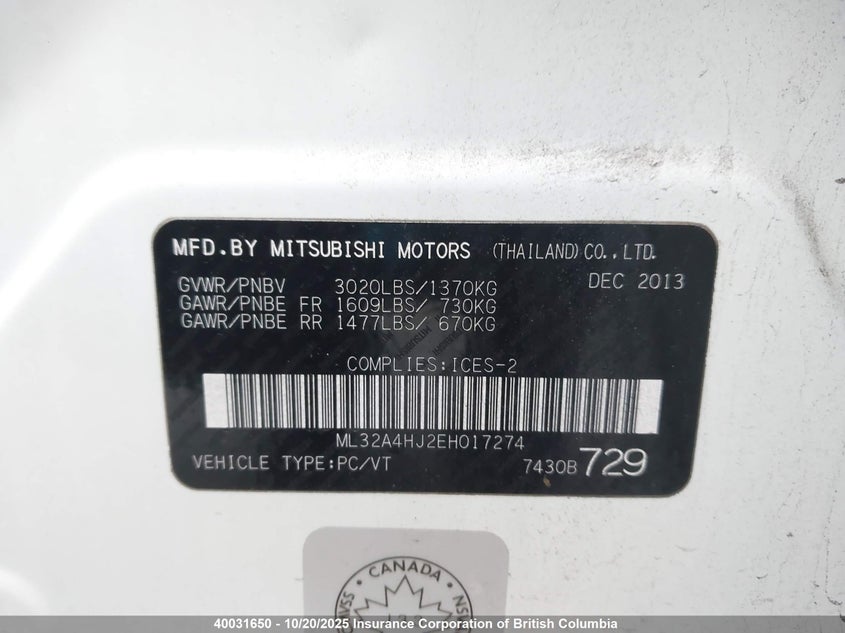 MFD.BY MITSUBISHI MOTORS (THAILAND) CO.,LTD.
GVWR/PNBV 3020LBS/1370KG DEC 2013
GAWR/PNBE FR 1609LBS/ 730KG
GAWR/PNBE RR 1477LBS/ 670KG
COMPLIES:ICES-2
ML32A4HJ2EH017274
VEHICLE TYPE:PC/VT 7430B 729
CANADA
40031650 - 10/20/2025 Insurance Corporation of British Columbia